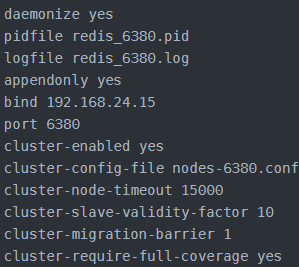 daemonize yes
pidfile redis_6380.pid
logfile redis_6380.log
appendonly yes
bind 192.168.24.15
port 6380
cluster-enabled yes
cluster-config-file nodes-6380.conf
cluster-node-timeout 15000
cluster-slave-validity-factor 10
cluster-migration-barrier 1
cluster-require-full-coverage yes